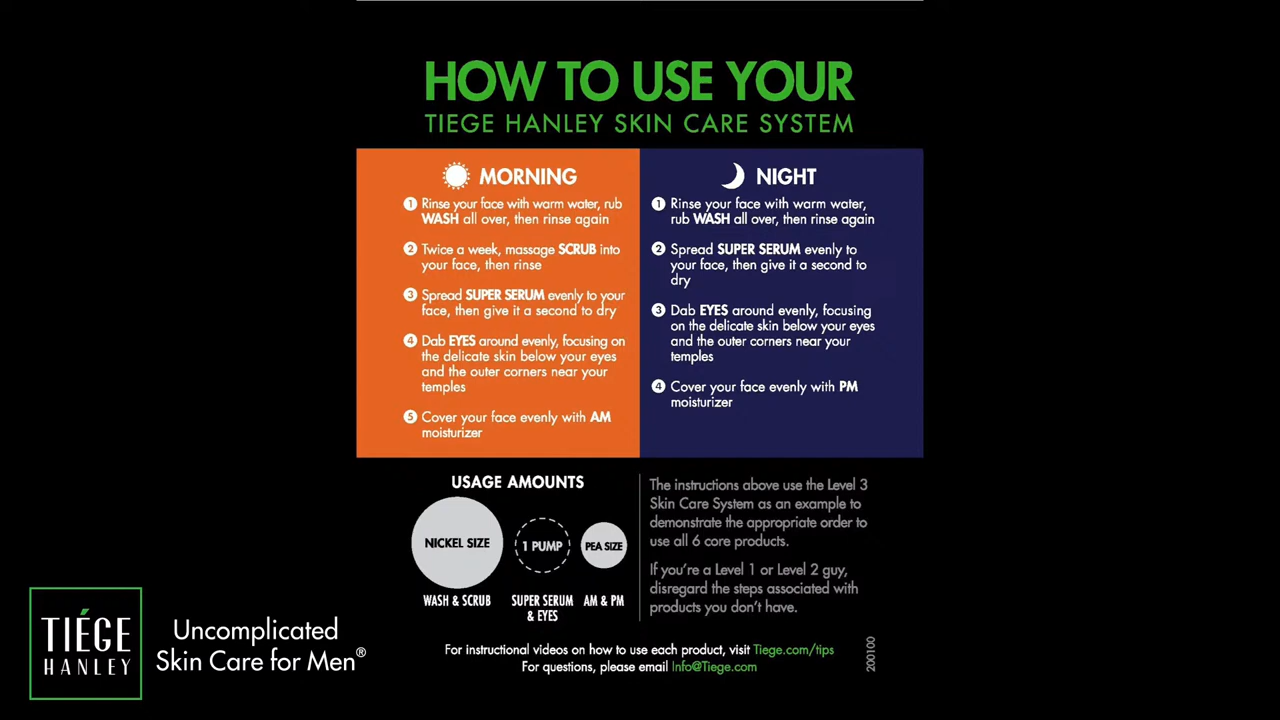 HOW TO USE YOUR
TIEGE HANLEY SKIN CARE SYSTEM
MORNING
1 Rinse your face with warm water, rub
WASH all over, then rinse again
2 Twice a week, massage SCRUB into
your face, then rinse
3 Spread SUPER SERUM evenly to your
face, then give it a second to dry
4 Dab EYES around evenly, focusing on
the delicate skin below your eyes
and the outer corners near your
temples
5 Cover your face evenly with AM
moisturizer
NIGHT
1 Rinse your face with warm water,
rub WASH all over, then rinse again
2 Spread SUPER SERUM evenly to
your face, then give it a second to
dry
3 Dab EYES around evenly, focusing
on the delicate skin below your eyes
and the outer corners near your
temples
4 Cover your face evenly with PM
moisturizer
USAGE AMOUNTS
NICKEL SIZE
1 PUMP
PEA SIZE
WASH & SCRUB
SUPER SERUM
& EYES
AM & PM
The instructions above use the Level 3
Skin Care System as an example to
demonstrate the appropriate order to
use all 6 core products.
If you're a Level 1 or Level 2 guy,
disregard the steps associated with
products you don't have.
For instructional videos on how to use each product, visit Tiege.com/tips
For questions, please email Info@Tiege.com
200100
TIÉGE
HANLEY
Uncomplicated
Skin Care for Men®